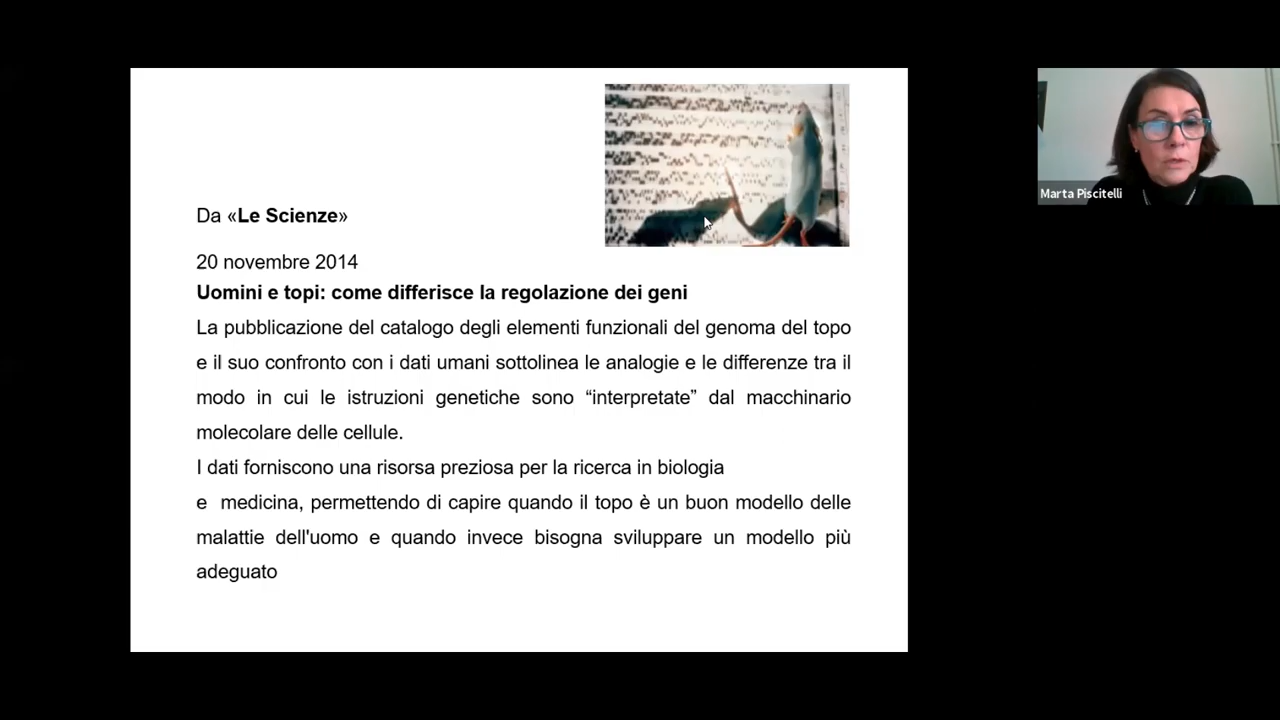 Da «Le Scienze»
20 novembre 2014
Uomini e topi: come differisce la regolazione dei geni
La pubblicazione del catalogo degli elementi funzionali del genoma del topo
e il suo confronto con i dati umani sottolinea le analogie e le differenze tra il
modo in cui le istruzioni genetiche sono “interpretate” dal macchinario
molecolare delle cellule.
I dati forniscono una risorsa preziosa per la ricerca in biologia
e medicina, permettendo di capire quando il topo è un buon modello delle
malattie dell'uomo e quando invece bisogna sviluppare un modello più
adeguato
Marta Piscitelli